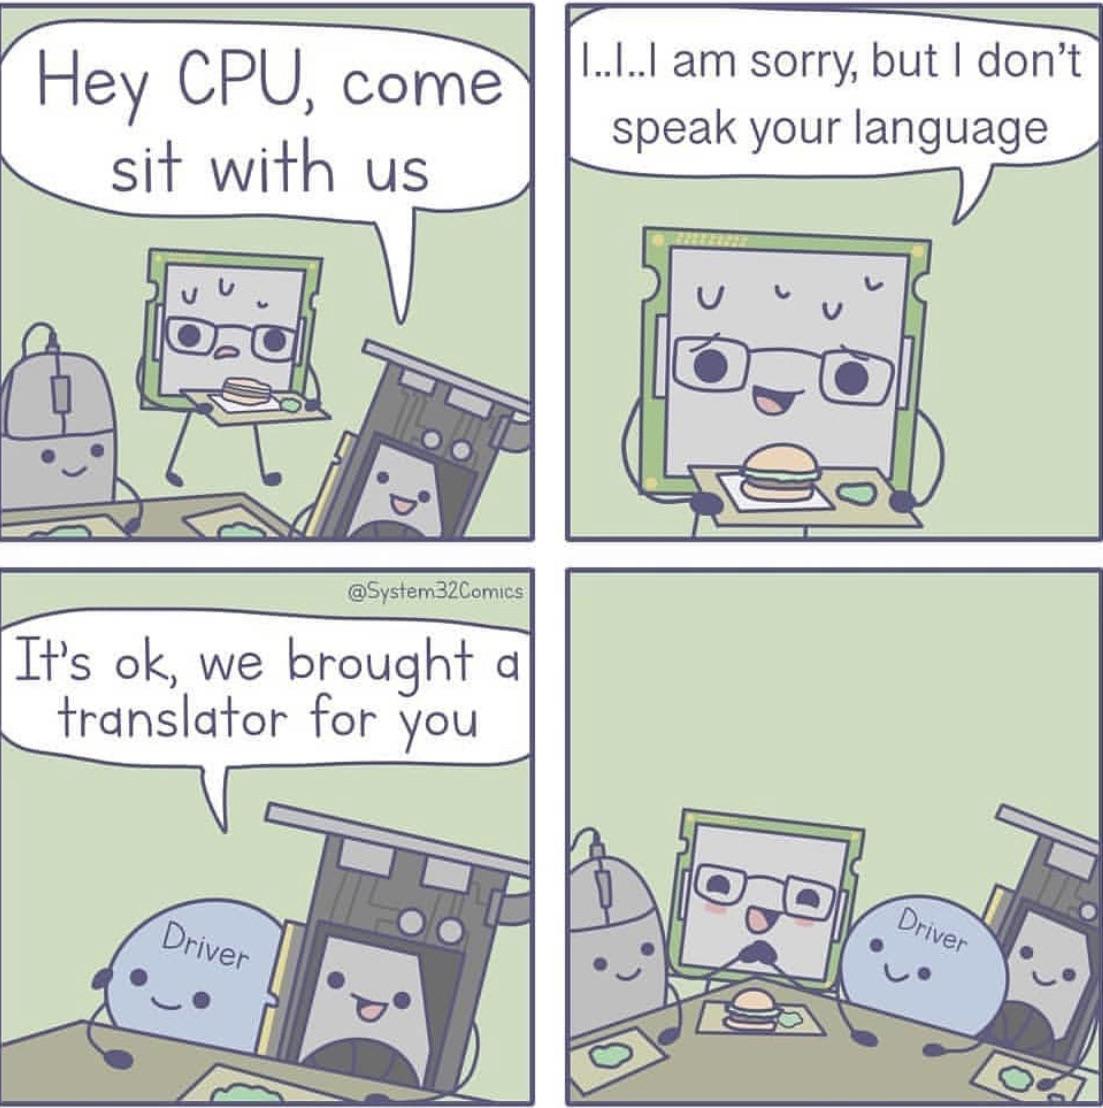 Hey CPU, come
sit with us
I..I..I am sorry, but I don't
speak your language
@System32Comics
It's ok, we brought a
translator for you
Driver
Driver